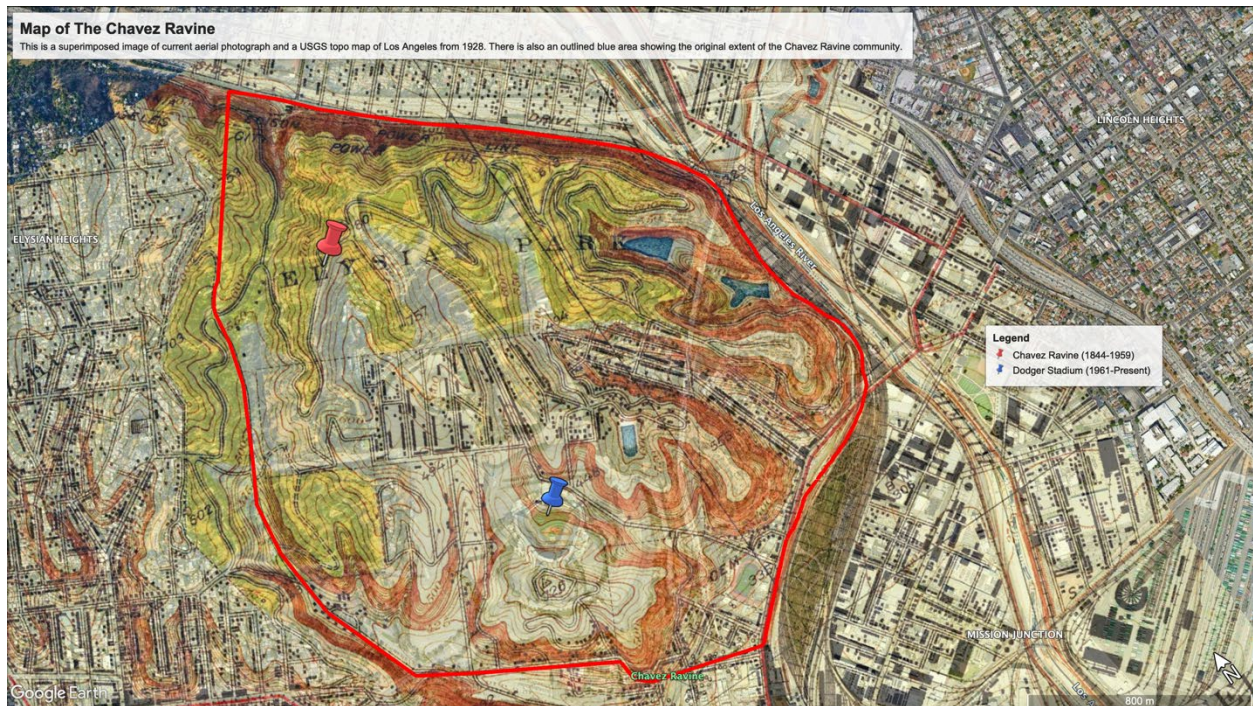 Map of The Chavez Ravine
This is a superimposed image of current aerial photograph and a USGS topo map of Los Angeles from 1928. There is also an outlined blue area showing the original extent of the Chavez Ravine community.
LINCOLN HEIGHTS
DRIVE
POWER
LINE
Los Angeles River
ELYSIAN HEIGHTS
PARK
ELYSIA
Legend
Chavez Ravine (1844-1959)
Dodger Stadium (1961-Present)
502
MISSION JUNCTION
Chavez Ravine
N
Google Earth
800 m